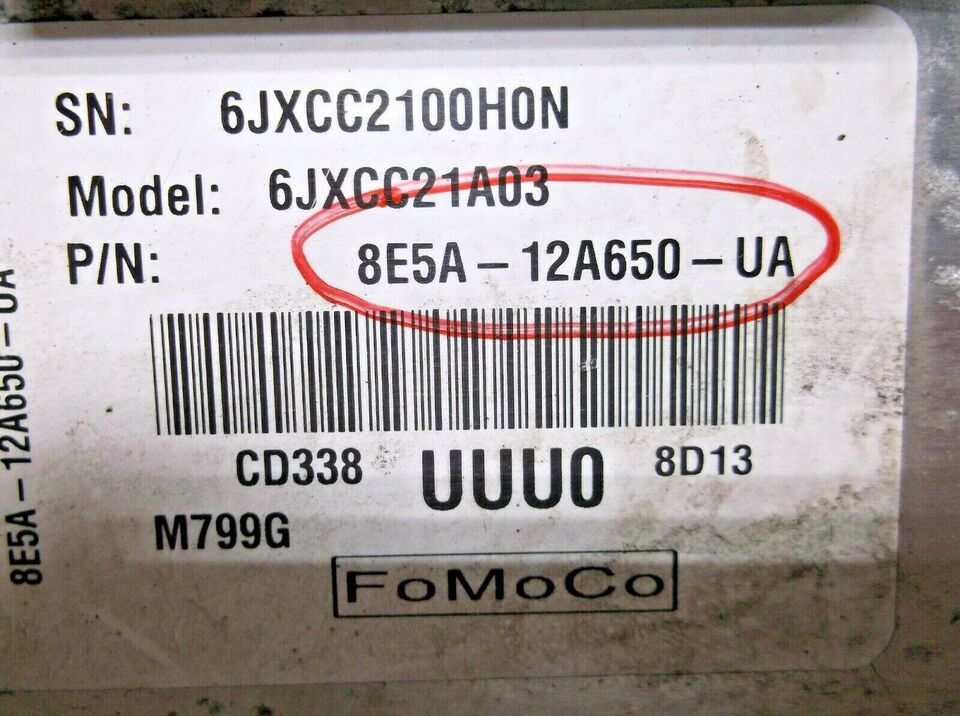 SN: 6JXCC2100H0N
Model: 6JXCC21A03
P/N: 8E5A – 12A650 – UA
CD338 UUU0 8D13
M799G
FoMoCo
8E5A – 12A650 – UA